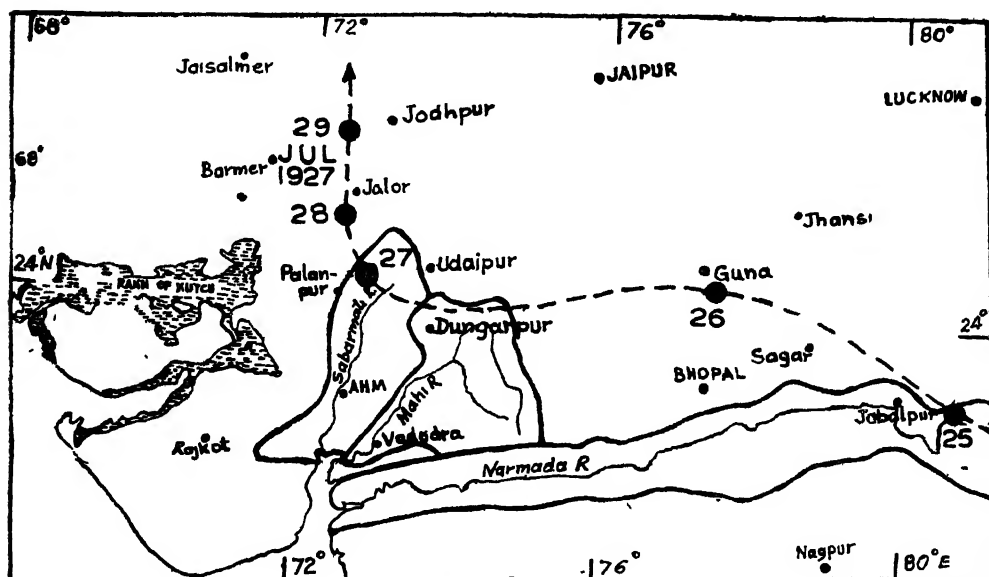 68°
72°
76°
80°
Jaisalmer
JAIPUR
LUCKNOW
Jodhpur
29
68°
JUL
1927
Barmer
Jalor
28
Jhansi
24°N
27
Udaipur
Palan-
pur
RANN OF KUTCH
Guna
26
Sabarmati R.
Dungarpur
24°
Sagar
BHOPAL
AHM
Mahi R
Jabalpur
25
Rajkot
Vadodra
Narmada R
72°
76°
Nagpur
80°E